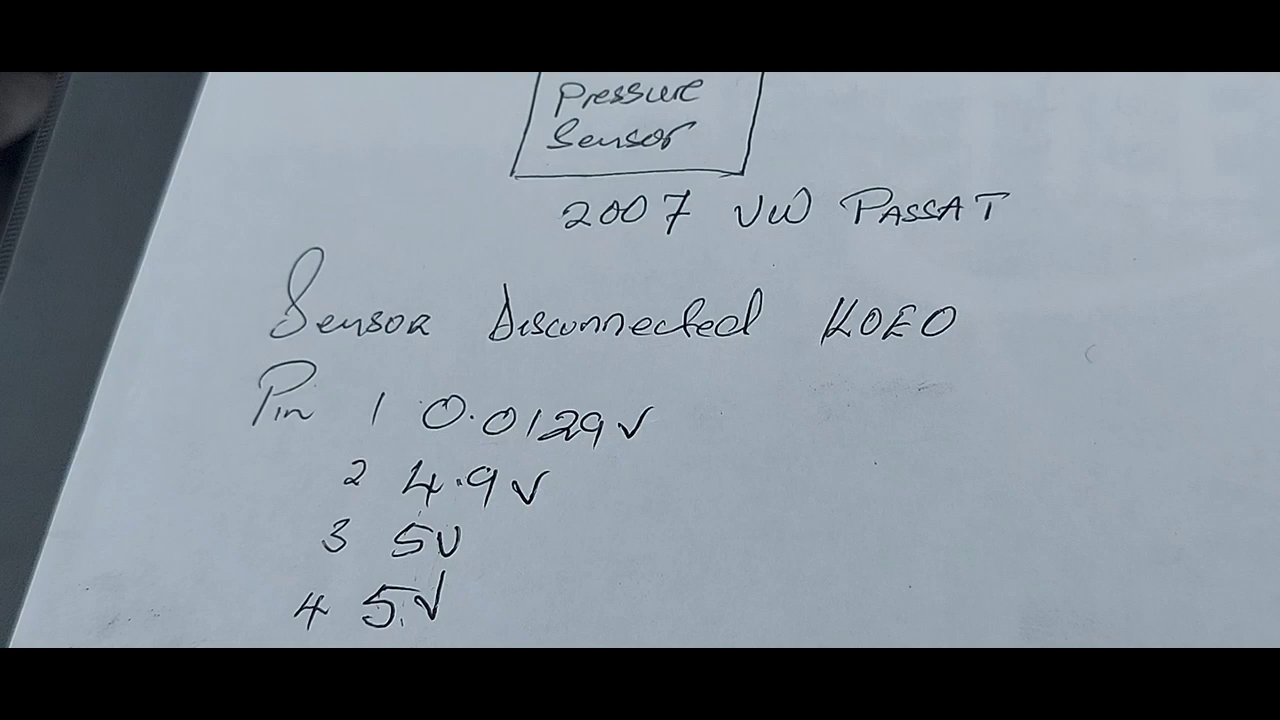 Pressure
Sensor
2007 VW PASSAT
Sensor Disconnected KOEO
Pin 1 0.0129V
2 4.9V
3 5V
4 5V